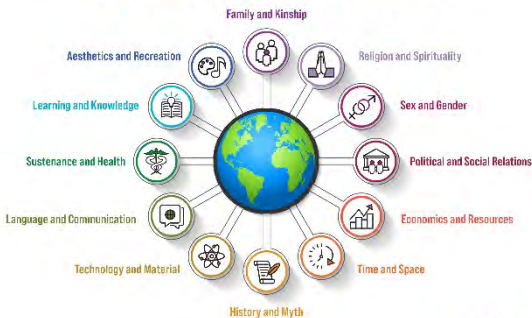 Family and Kinship
Aesthetics and Recreation
Religion and Spirituality
Learning and Knowledge
Sex and Gender
Sustenance and Health
Political and Social Relations
Language and Communication
Economics and Resources
Technology and Material
Time and Space
History and Myth